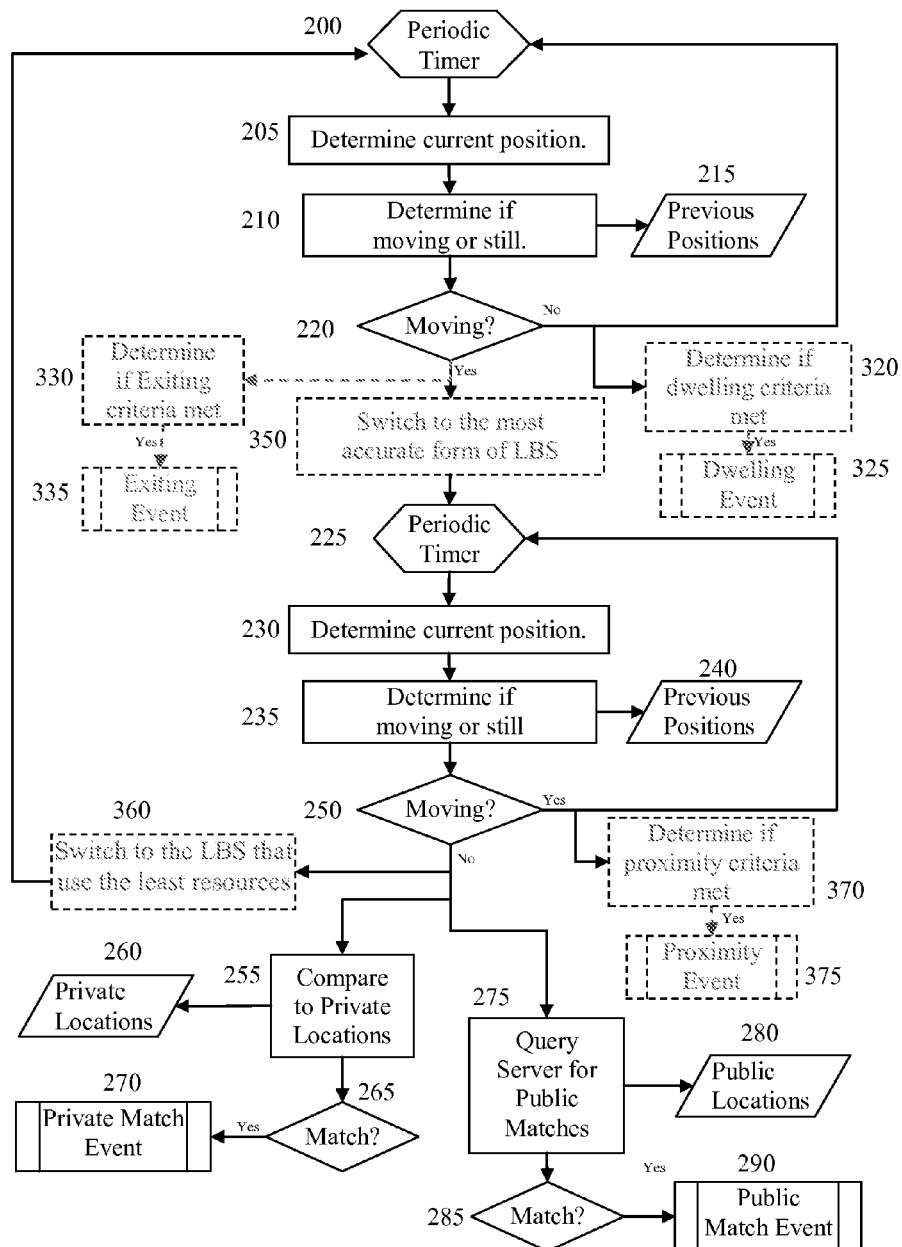 200
Periodic
Timer
205
Determine current position.
210
Determine if
moving or still.
215
Previous
Positions
220
Moving?
No
Yes
330
Determine
if Exiting
criteria met
Yes
335
Exiting
Event
350
Switch to the most
accurate form of LBS
Determine if
dwelling criteria
met
320
Yes
Dwelling
Event
325
225
Periodic
Timer
230
Determine current position.
235
Determine if
moving or still
240
Previous
Positions
250
Moving?
Yes
No
360
Switch to the LBS that
use the least resources
Determine if
proximity criteria
met
370
Yes
Proximity
Event
375
260
Private
Locations
255
Compare
to Private
Locations
275
Query
Server for
Public
Matches
280
Public
Locations
270
Private Match
Event
Yes
265
Match?
285
Match?
Yes
290
Public
Match Event